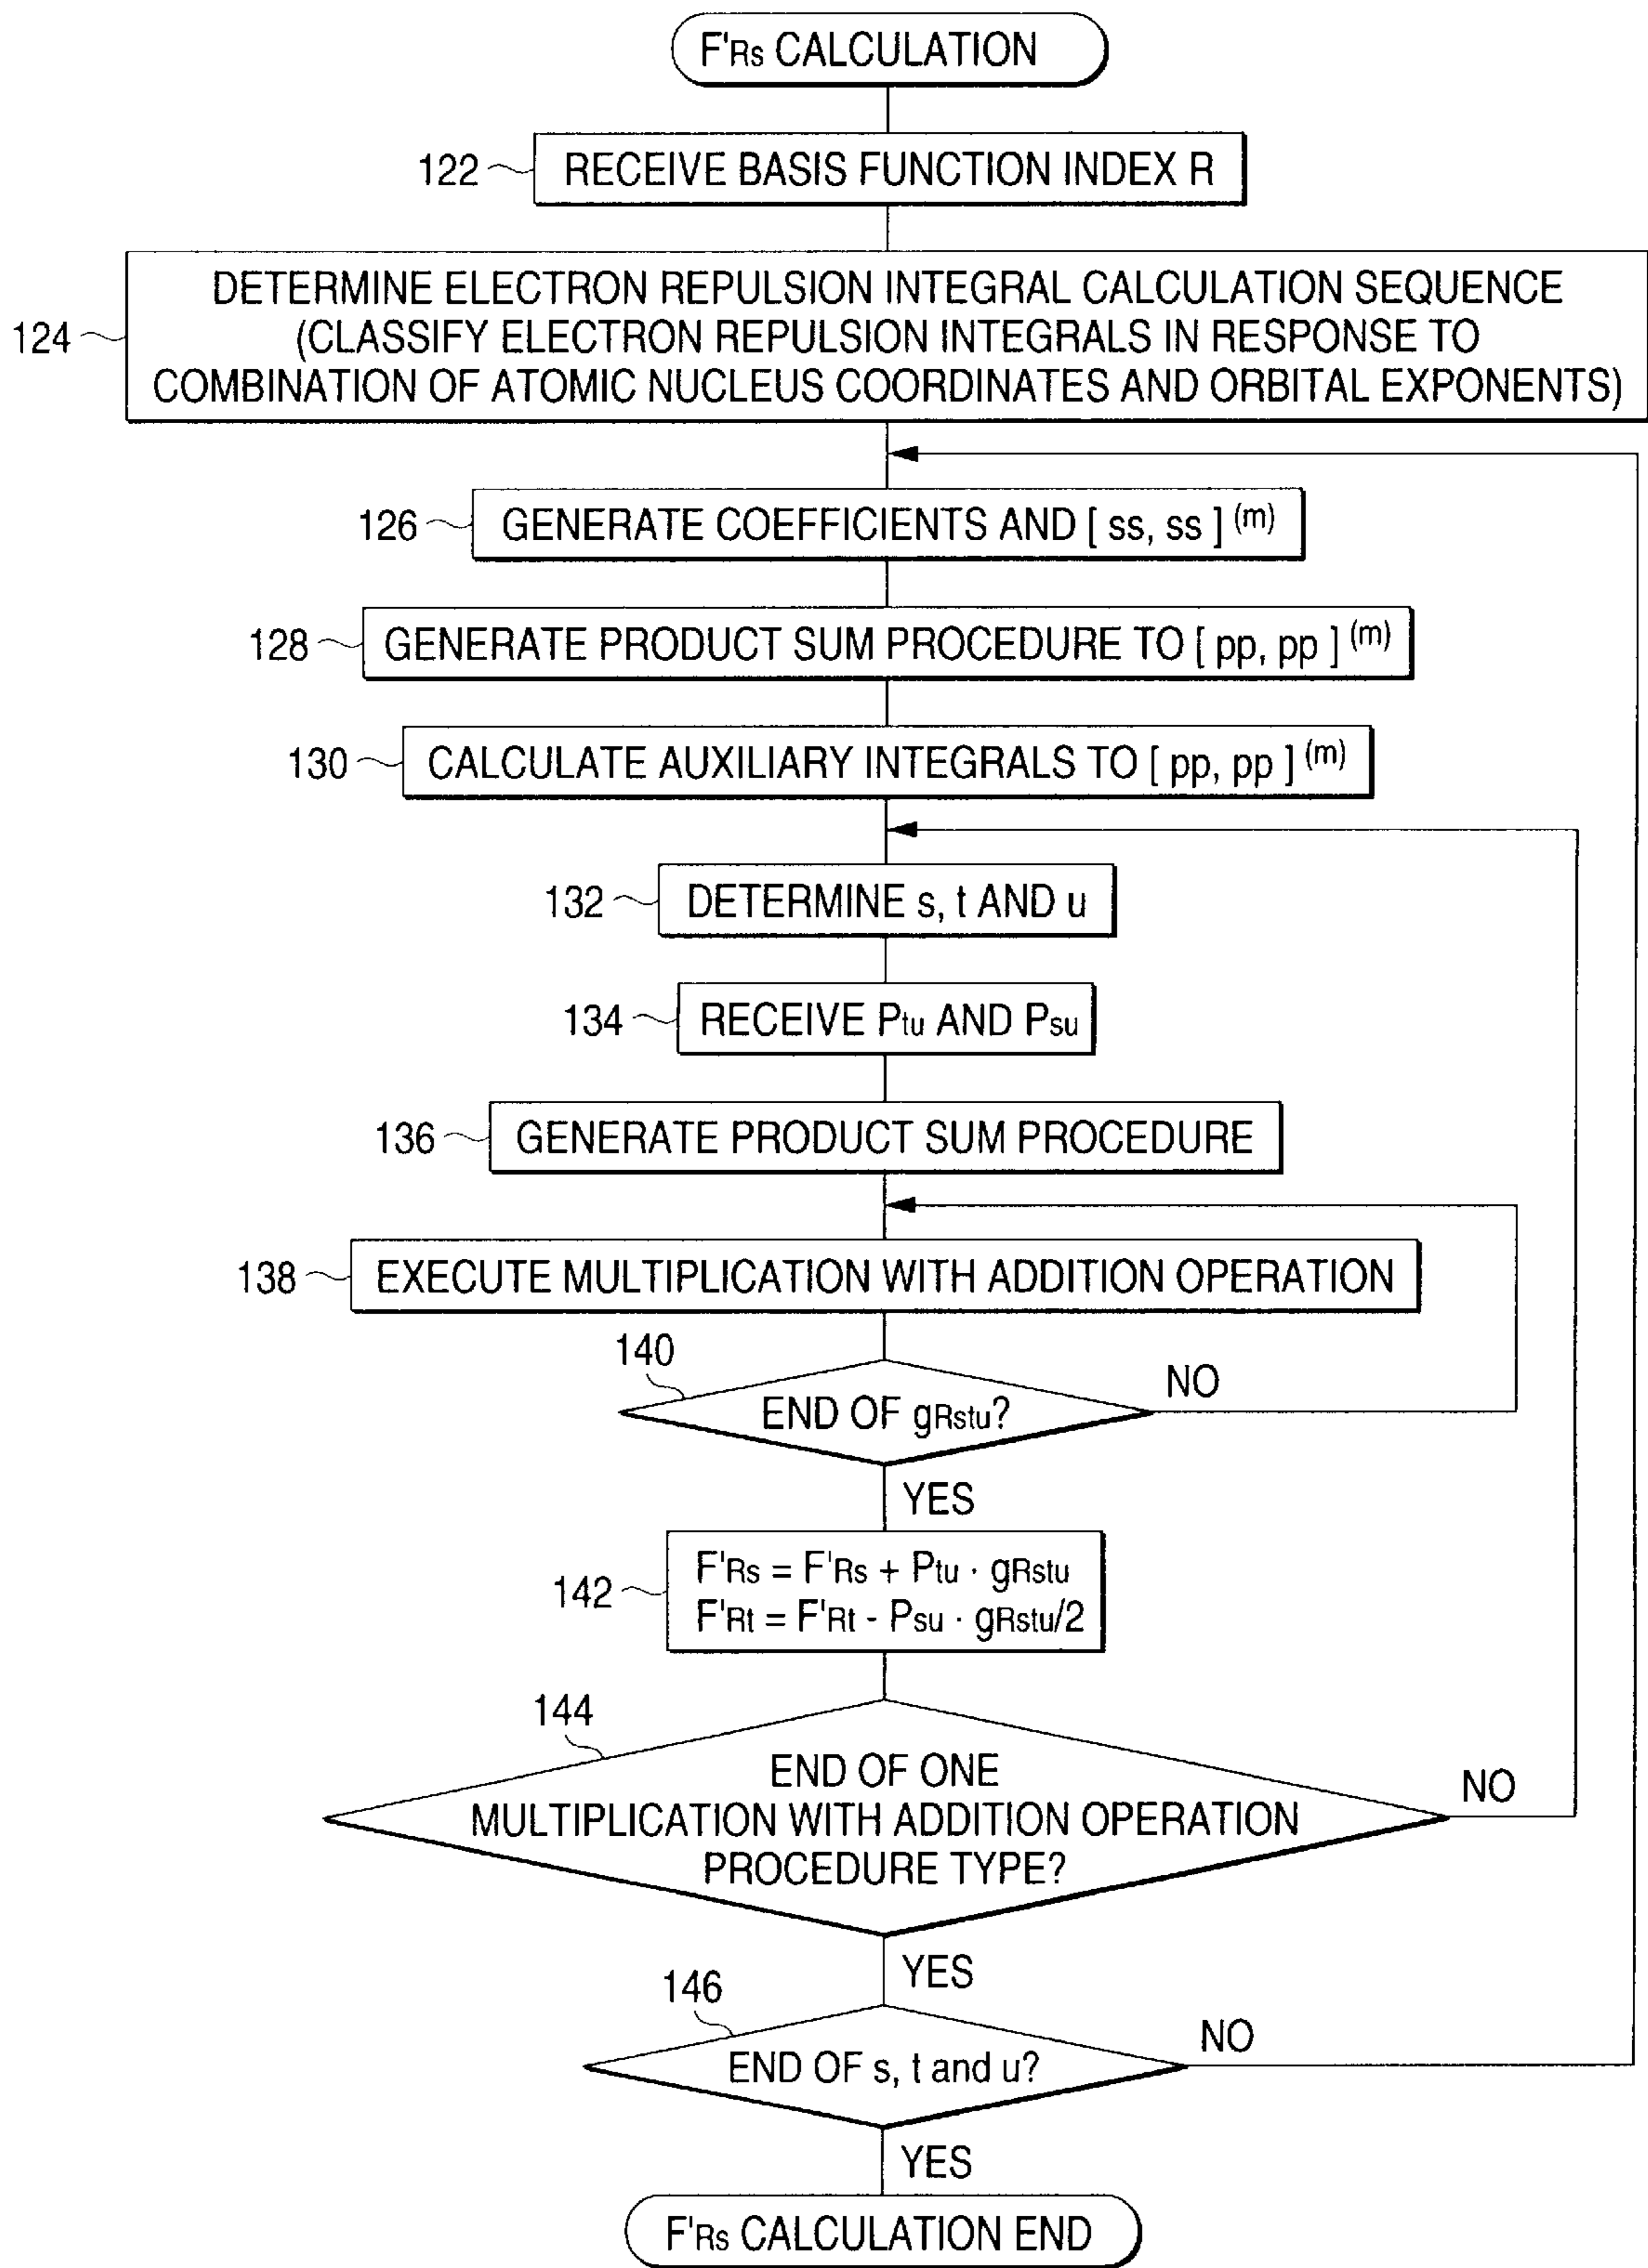 F'Rs CALCULATION
122
RECEIVE BASIS FUNCTION INDEX R
124
DETERMINE ELECTRON REPULSION INTEGRAL CALCULATION SEQUENCE
(CLASSIFY ELECTRON REPULSION INTEGRALS IN RESPONSE TO
COMBINATION OF ATOMIC NUCLEUS COORDINATES AND ORBITAL EXPONENTS)
126
GENERATE COEFFICIENTS AND [ ss, ss ] (m)
128
GENERATE PRODUCT SUM PROCEDURE TO [ pp, pp ] (m)
130
CALCULATE AUXILIARY INTEGRALS TO [ pp, pp ] (m)
132
DETERMINE s, t AND u
134
RECEIVE Ptu AND Psu
136
GENERATE PRODUCT SUM PROCEDURE
138
EXECUTE MULTIPLICATION WITH ADDITION OPERATION
140
END OF gRstu?
NO
YES
142
F'Rs = F'Rs + Ptu · gRstu
F'Rt = F'Rt - Psu · gRstu/2
144
END OF ONE
MULTIPLICATION WITH ADDITION OPERATION
PROCEDURE TYPE?
NO
YES
146
END OF s, t and u?
NO
YES
F'Rs CALCULATION END